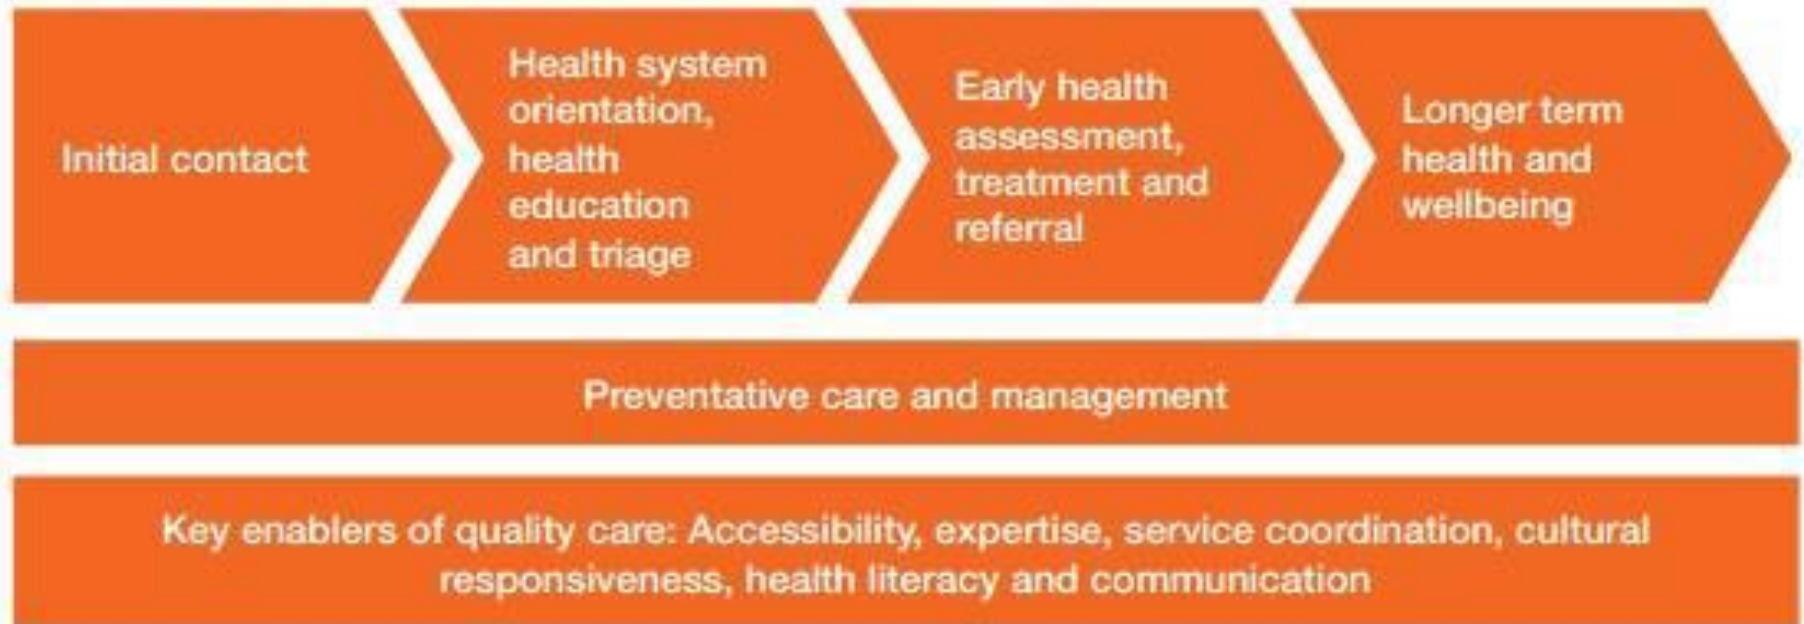 Initial contact
Health system
orientation,
health
education
and triage
Early health
assessment,
treatment and
referral
Longer term
health and
wellbeing
Preventative care and management
Key enablers of quality care: Accessibility, expertise, service coordination, cultural
responsiveness, health literacy and communication